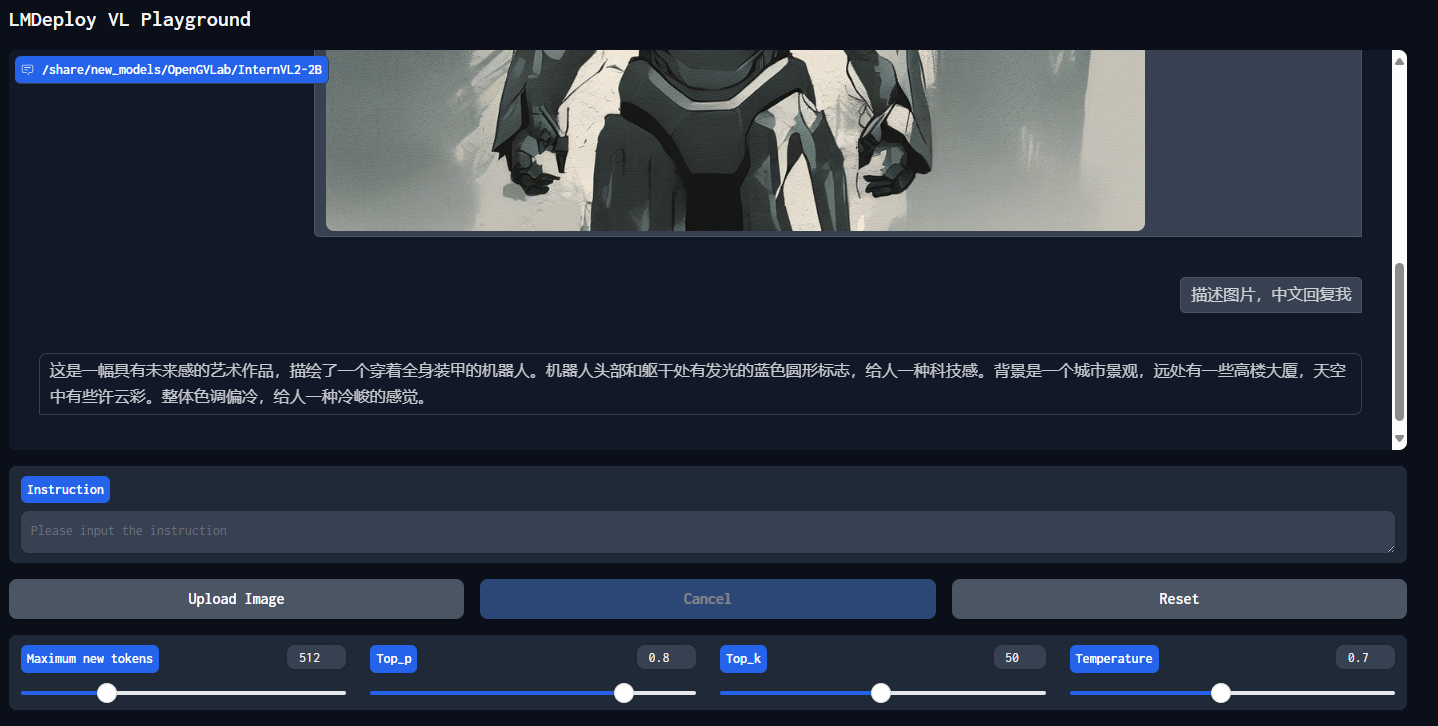 LMDeploy VL Playground
/share/new_models/OpenGVLab/InternVL2-2B
描述图片，中文回复我
这是一幅具有未来感的艺术作品，描绘了一个穿着全身装甲的机器人。机器人头部和躯干处有发光的蓝色圆形标志，给人一种科技感。背景是一个城市景观，远处有一些高楼大厦，天空
中有些许云彩。整体色调偏冷，给人一种冷峻的感觉。
Instruction
Please input the instruction
Upload Image
Cancel
Reset
Maximum new tokens
512
Top_p
0.8
Top_k
50
Temperature
0.7